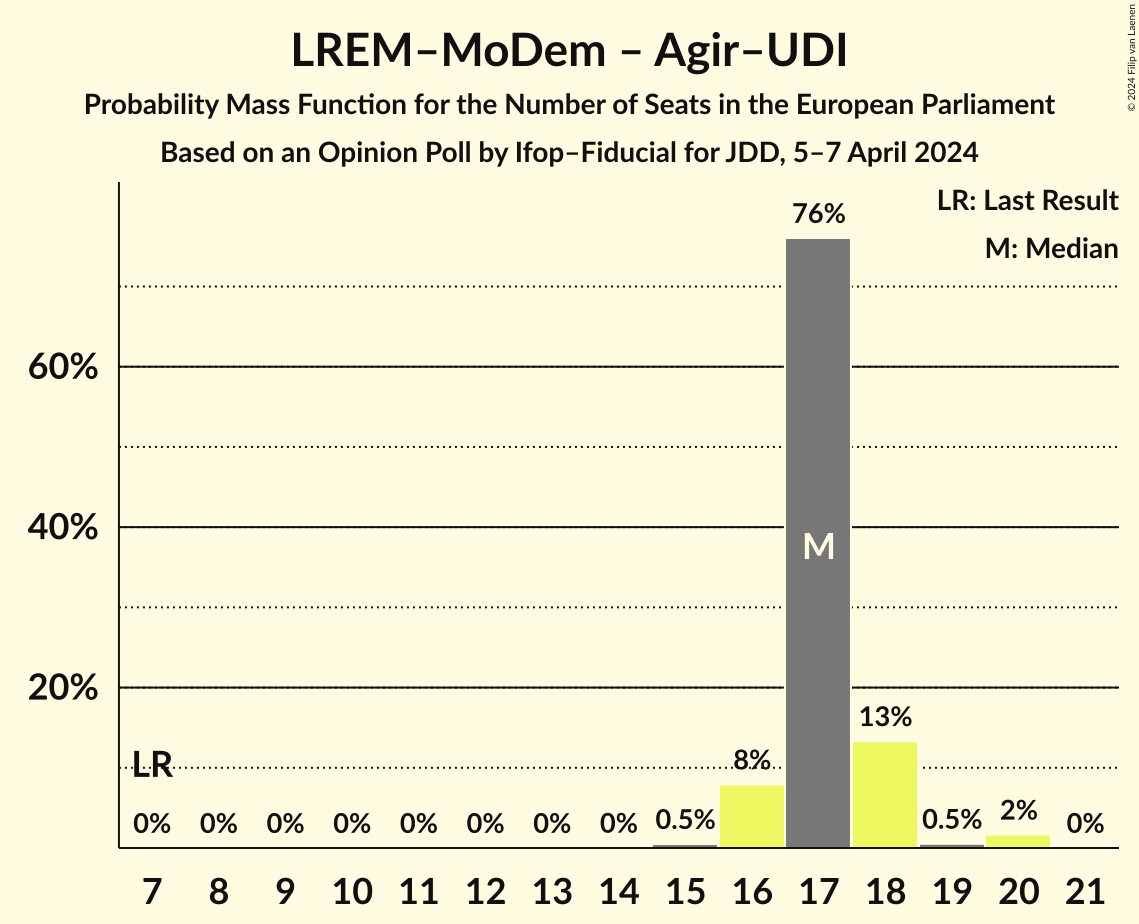 LREM–MoDem – Agir–UDI
Probability Mass Function for the Number of Seats in the European Parliament
Based on an Opinion Poll by Ifop–Fiducial for JDD, 5–7 April 2024
© 2024 Filip van Laenen
LR: Last Result
M: Median
76%
60%
40%
M
20%
13%
LR
8%
0% 0% 0% 0% 0% 0% 0% 0% 0.5% 0.5% 2% 0%
7 8 9 10 11 12 13 14 15 16 17 18 19 20 21